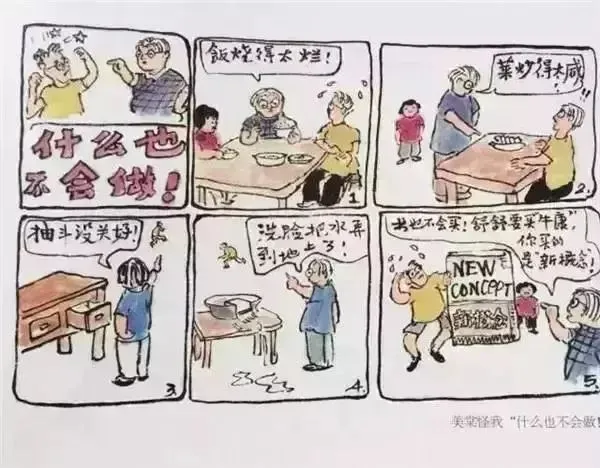 什么也
不会做!
饭烧得太烂!
1
菜炒得太咸!
2.
抽斗没关好!
3.
洗脸把水弄
到地上了!
4.
书也不会买!舒舒要买"牛康"，
你买的
是"新概念!
NEW
CONCEPT
新概念
5.
美棠怪我“什么也不会做!